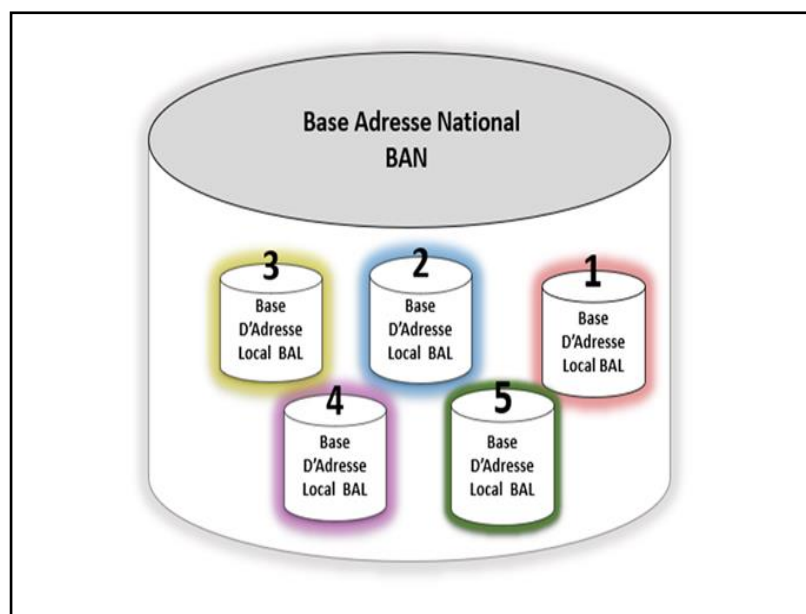 Base Adresse National
BAN
3
Base
D'Adresse
Local BAL
2
Base
D'Adresse
Local BAL
1
Base
D'Adresse
Local BAL
4
Base
D'Adresse
Local BAL
5
Base
D'Adresse
Local BAL